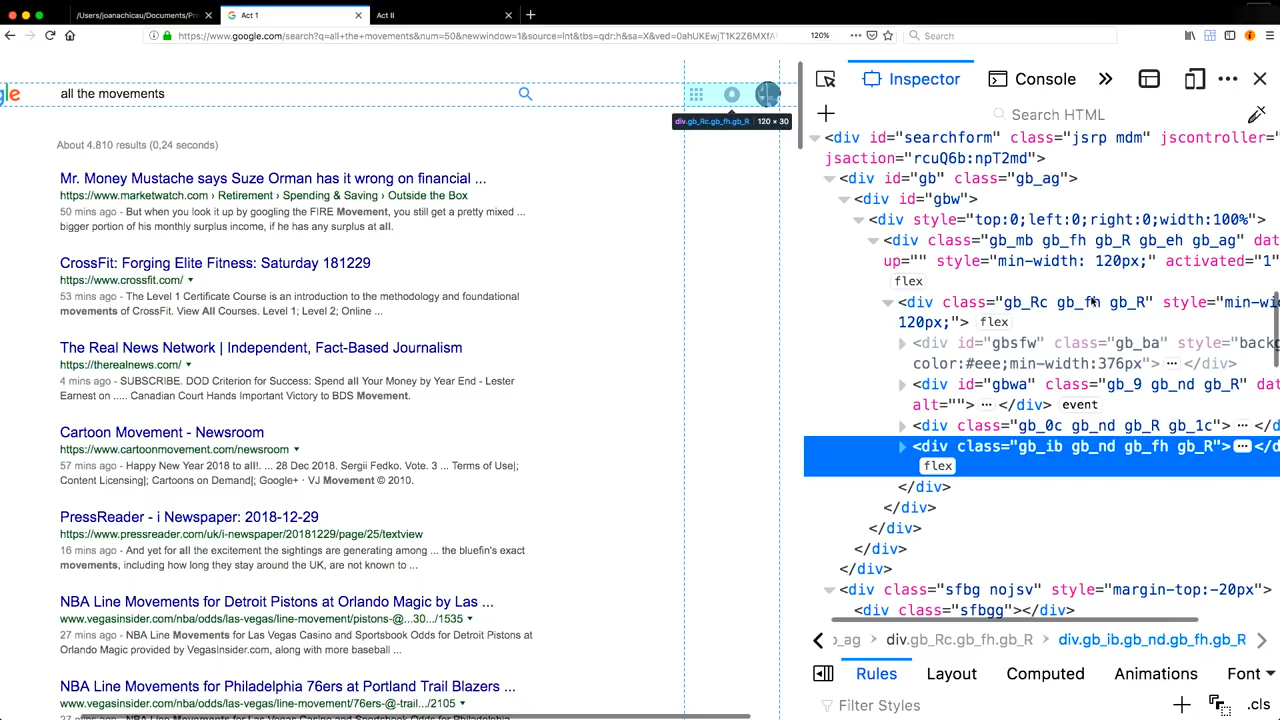 /Users/joanachicau/Documents/Pr
Act 1
Act II
https://www.google.com/search?q=all+the+movements&num=50&newwindow=1&source=lnt&tbs=qdr:h&sa=X&ved=0ahUKEwjT1K2Z6MXfA
120%
Search
gle
all the movements
div.gb_Rc.gb_fh.gb_R 120 × 30
About 4.810 results (0,24 seconds)
Mr. Money Mustache says Suze Orman has it wrong on financial ...
https://www.marketwatch.com › Retirement › Spending & Saving › Outside the Box
50 mins ago - But when you look it up by googling the FIRE Movement, you still get a pretty mixed ...
bigger portion of his monthly surplus income, if he has any surplus at all.
CrossFit: Forging Elite Fitness: Saturday 181229
https://www.crossfit.com/
53 mins ago - The Level 1 Certificate Course is an introduction to the methodology and foundational
movements of CrossFit. View All Courses. Level 1; Level 2; Online ...
The Real News Network | Independent, Fact-Based Journalism
https://therealnews.com/
4 mins ago - SUBSCRIBE. DOD Criterion for Success: Spend all Your Money by Year End - Lester
Earnest on ..... Canadian Court Hands Important Victory to BDS Movement.
Cartoon Movement - Newsroom
https://www.cartoonmovement.com/newsroom
57 mins ago - Happy New Year 2018 to all!. ... 28 Dec 2018. Sergii Fedko. Vote. 3 ... Terms of Use|;
Content Licensing|; Cartoons on Demand|; Google+ · VJ Movement © 2010.
PressReader - i Newspaper: 2018-12-29
https://www.pressreader.com/uk/i-newspaper/20181229/page/25/textview
16 mins ago - And yet for all the excitement the sightings are generating among ... the bluefin's exact
movements, including how long they stay around the UK, are not known to ...
NBA Line Movements for Detroit Pistons at Orlando Magic by Las ...
www.vegasinsider.com/nba/odds/las-vegas/line-movement/pistons-@...30.../1535
27 mins ago - NBA Line Movements for Las Vegas Casino and Sportsbook Odds for Detroit Pistons at
Orlando Magic provided by VegasInsider.com, along with more baseball ...
NBA Line Movements for Philadelphia 76ers at Portland Trail Blazers ...
www.vegasinsider.com/nba/odds/las-vegas/line-movement/76ers-@-trail.../2105
Inspector
Console
Search HTML
<div id="searchform" class="jsrp mdm" jscontroller=
jsaction="rcuQ6b:npT2md">
<div id="gb" class="gb_ag">
<div id="gbw">
<div style="top:0;left:0;right:0;width:100%">
<div class="gb_mb gb_fh gb_R gb_eh gb_ag" dat
up="" style="min-width: 120px;" activated="1"
flex
<div class="gb_Rc gb_fh gb_R" style="min-wi
120px;"> flex
<div id="gbsfw" class="gb_ba" style="backg
color:#eee;min-width:376px"> ··· </div>
<div id="gbwa" class="gb_9 gb_nd gb_R" dat
alt=""> ··· </div> event
<div class="gb_0c gb_nd gb_R gb_1c"> ··· </d
<div class="gb_ib gb_nd gb_fh gb_R"> ··· </d
flex
</div>
</div>
</div>
</div>
</div>
<div class="sfbg nojsv" style="margin-top:-20px">
<div class="sfbgg"></div>
b_ag
div.gb_Rc.gb_fh.gb_R
div.gb_ib.gb_nd.gb_fh.gb_R
Rules
Layout
Computed
Animations
Font
Filter Styles
.cls